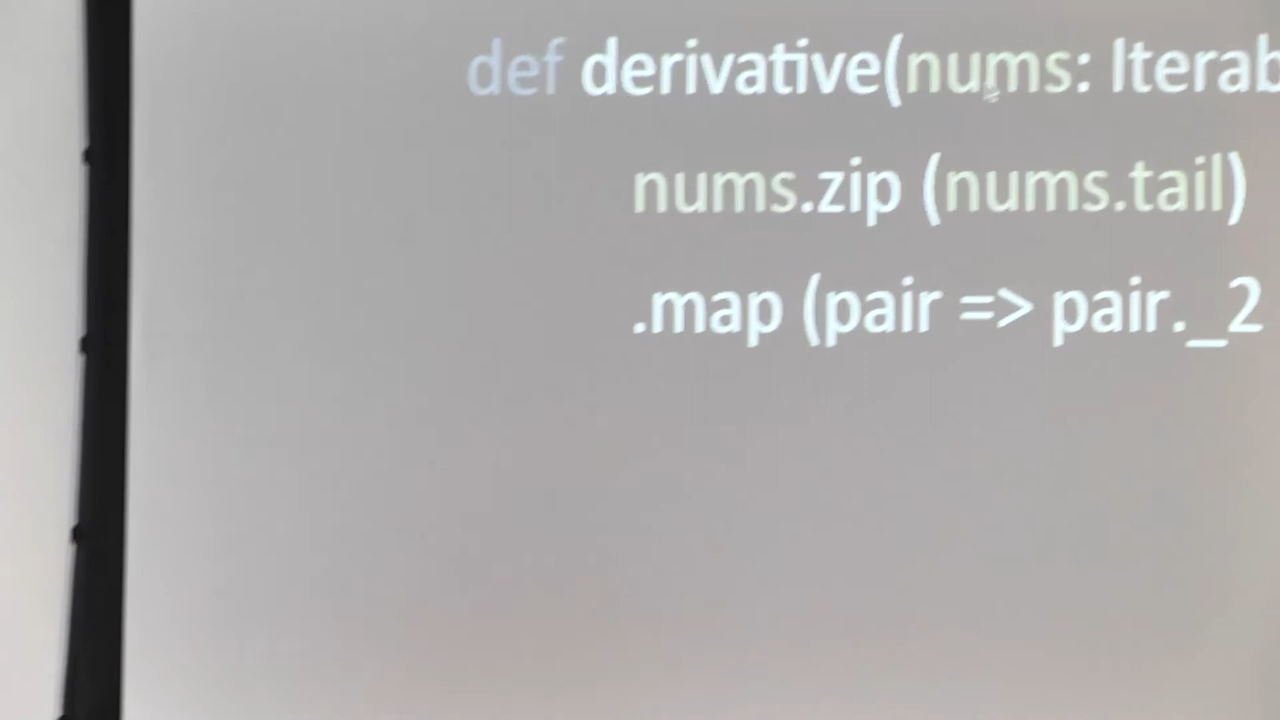 def derivative(nums: Iterab
nums.zip (nums.tail)
.map (pair => pair._2